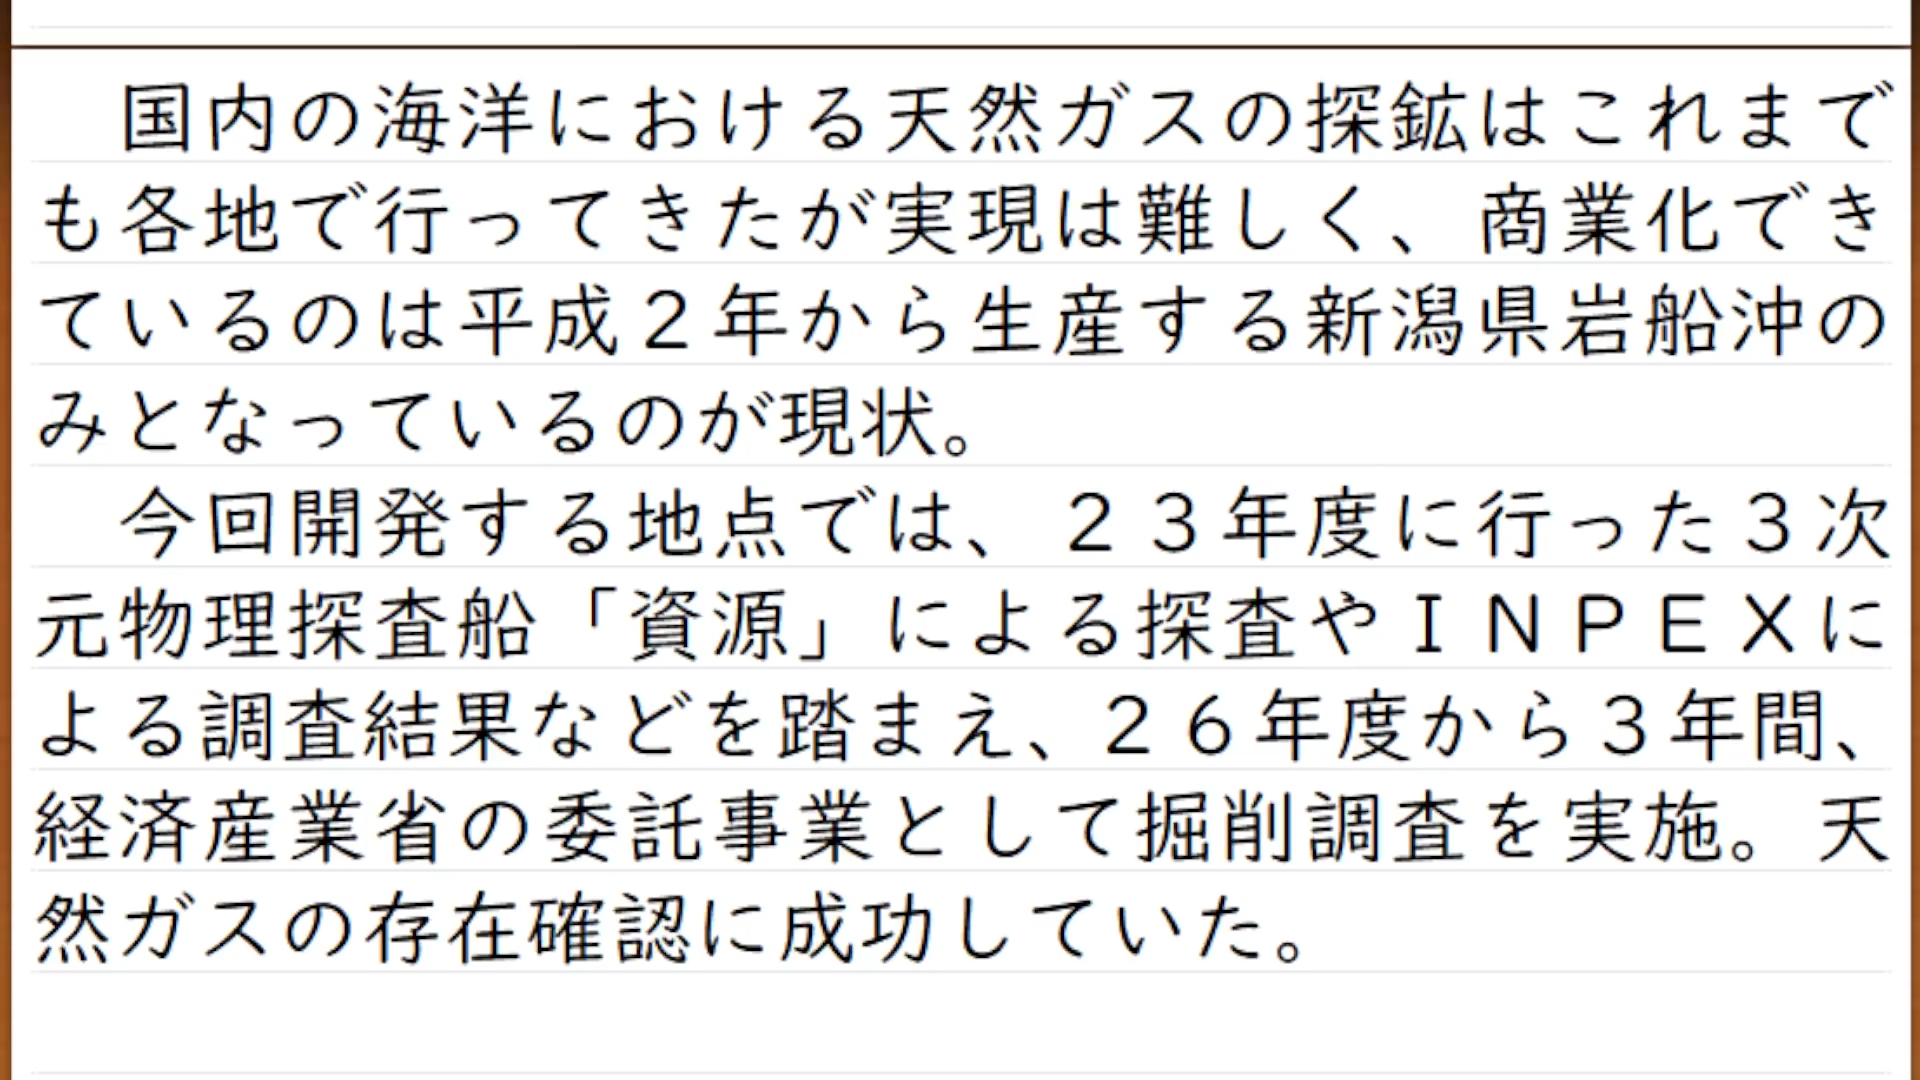 国内の海洋における天然ガスの探鉱はこれまで
も各地で行ってきたが実現は難しく、商業化でき
ているのは平成２年から生産する新潟県岩船沖の
みとなっているのが現状。
　今回開発する地点では、２３年度に行った３次
元物理探査船「資源」による探査やＩＮＰＥＸに
よる調査結果などを踏まえ、２６年度から３年間、
経済産業省の委託事業として掘削調査を実施。天
然ガスの存在確認に成功していた。